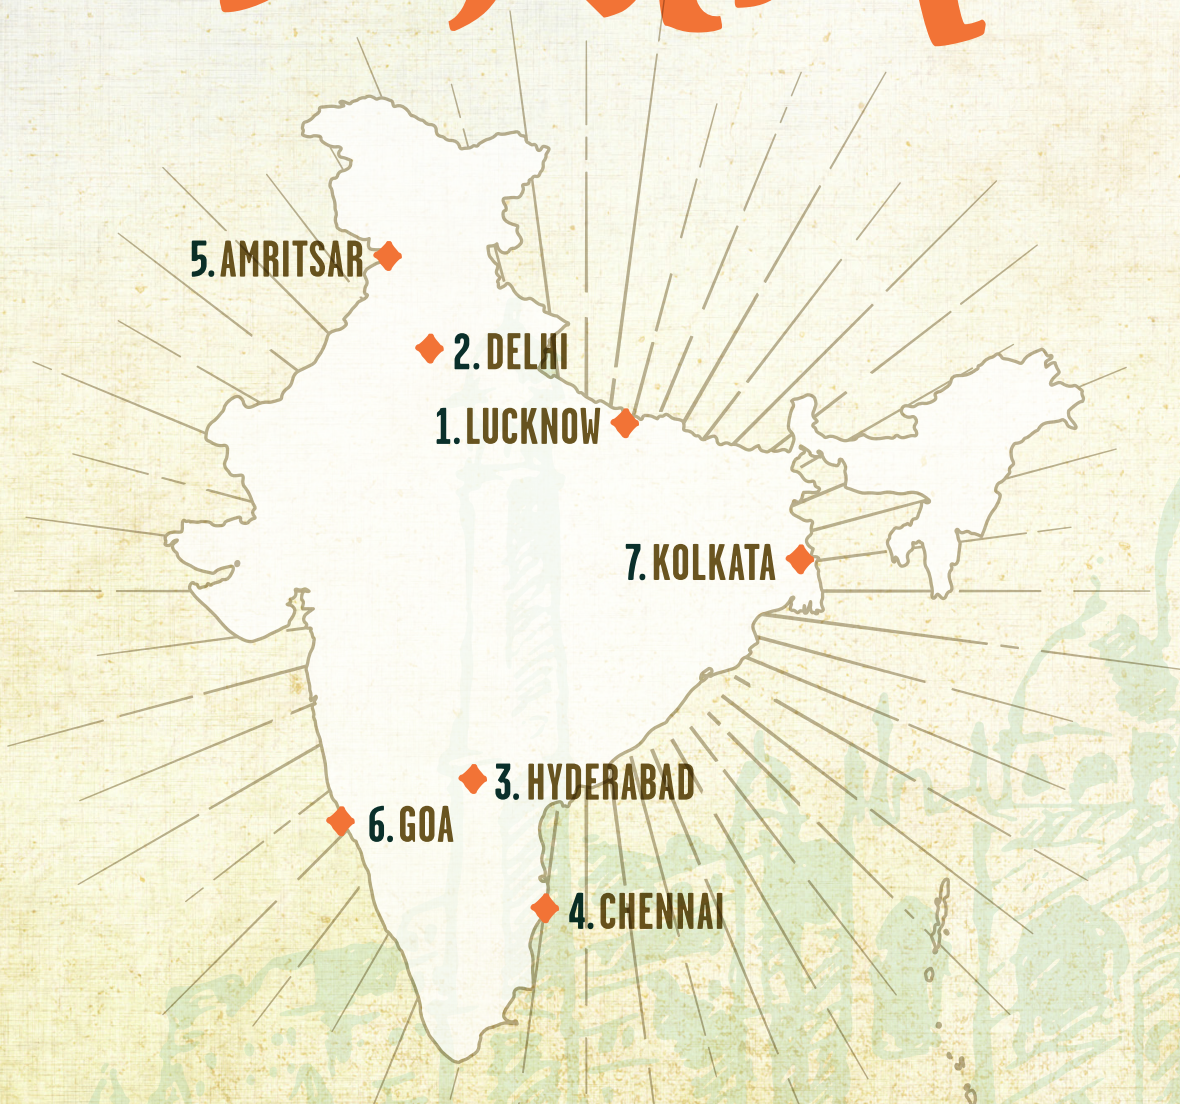 5. AMRITSAR
2. DELHI
1. LUCKNOW
7. KOLKATA
3. HYDERABAD
6. GOA
4. CHENNAI